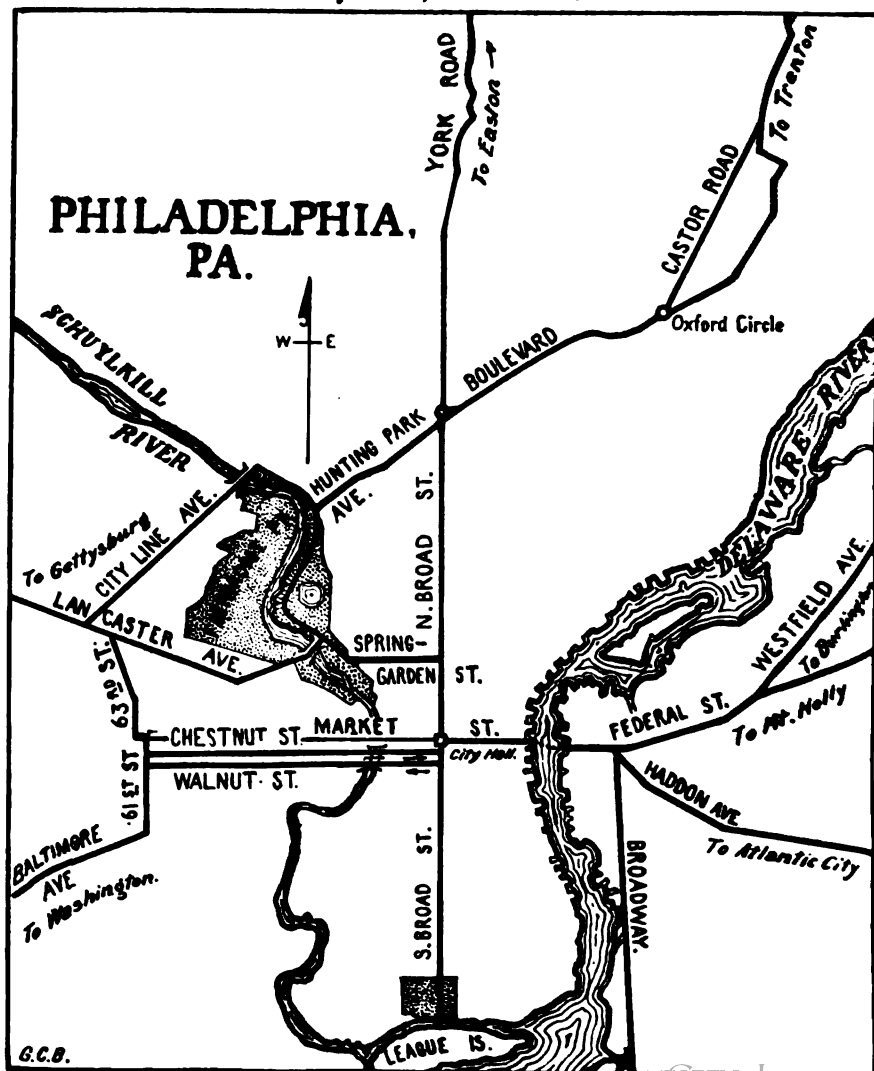 YORK ROAD
To Easton →
To Trenton
CASTOR ROAD
PHILADELPHIA,
PA.
SCHUYLKILL
RIVER
W E
Oxford Circle
BOULEVARD
HUNTING PARK
AVE.
DELAWARE RIVER
N. BROAD ST.
CITY LINE AVE.
To Gettysburg
LANCASTER AVE.
SPRING
GARDEN ST.
WESTFIELD AVE.
To Burlington
63RD ST.
FEDERAL ST.
To Mt. Holly
MARKET ST.
CHESTNUT ST.
City Hall.
WALNUT ST.
61ST ST
HADDON AVE
To Atlantic City
BALTIMORE
AVE
To Washington.
S. BROAD ST.
BROADWAY.
LEAGUE IS.
G.C.B.